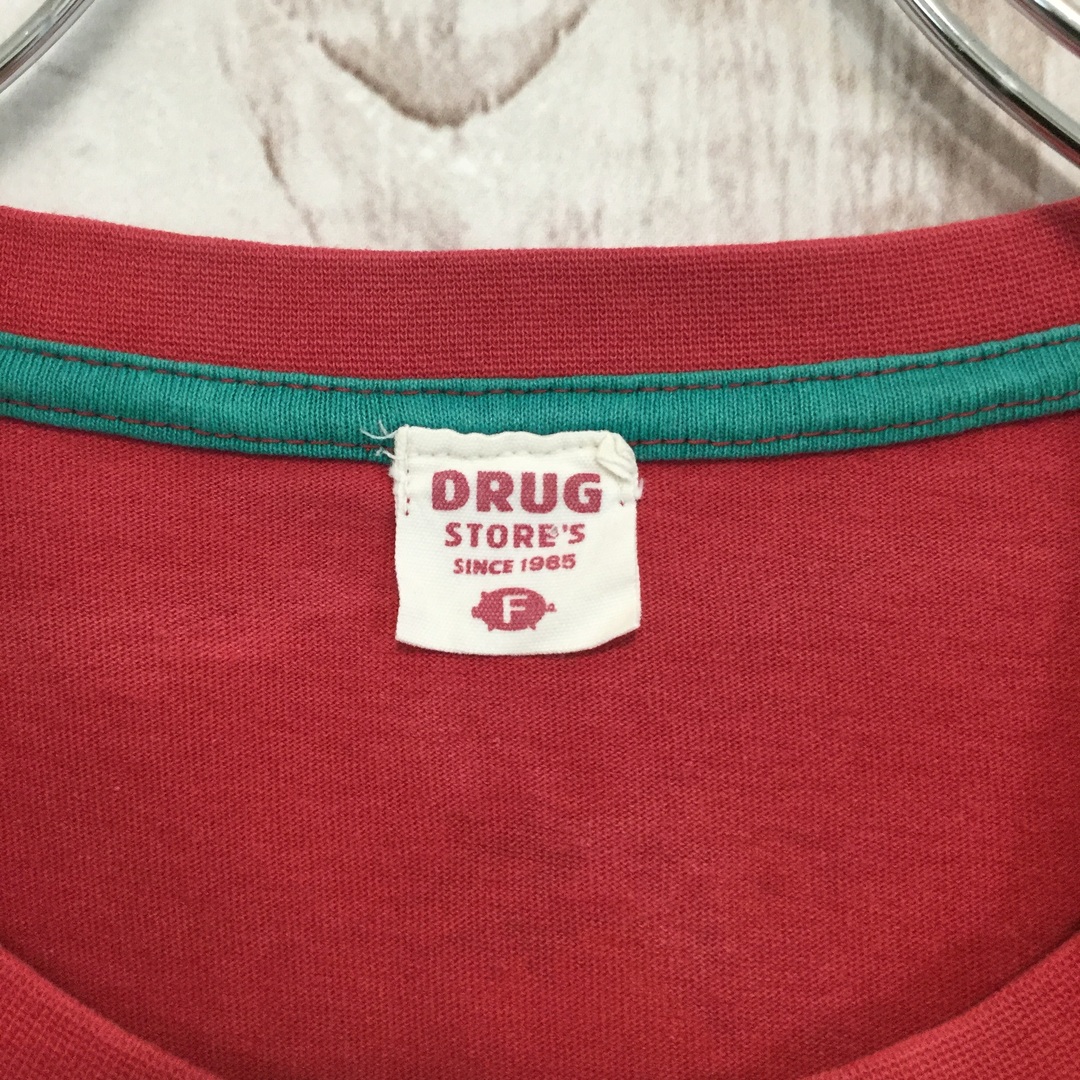 DRUG
STORE'S
SINCE 1985
F